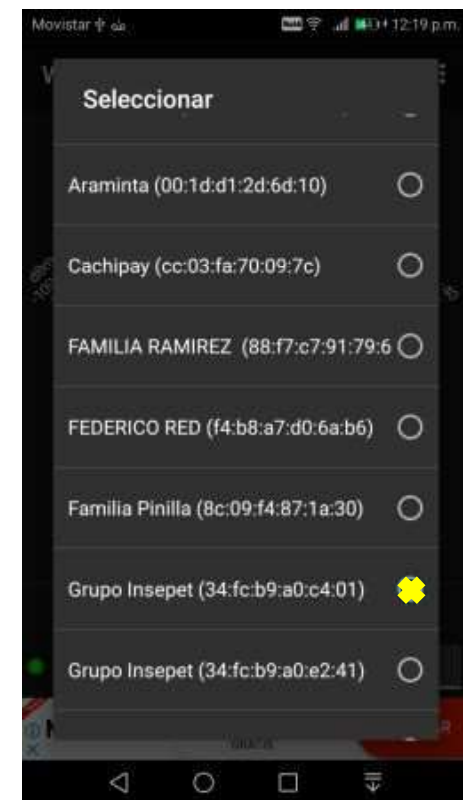 Movistar 12:19 p.m.
Seleccionar
Araminta (00:1d:d1:2d:6d:10)
Cachipay (cc:03:fa:70:09:7c)
FAMILIA RAMIREZ (88:f7:c7:91:79:6
FEDERICO RED (f4:b8:a7:d0:6a:b6)
Familia Pinilla (8c:09:f4:87:1a:30)
Grupo Insepet (34:fc:b9:a0:c4:01)
Grupo Insepet (34:fc:b9:a0:e2:41)